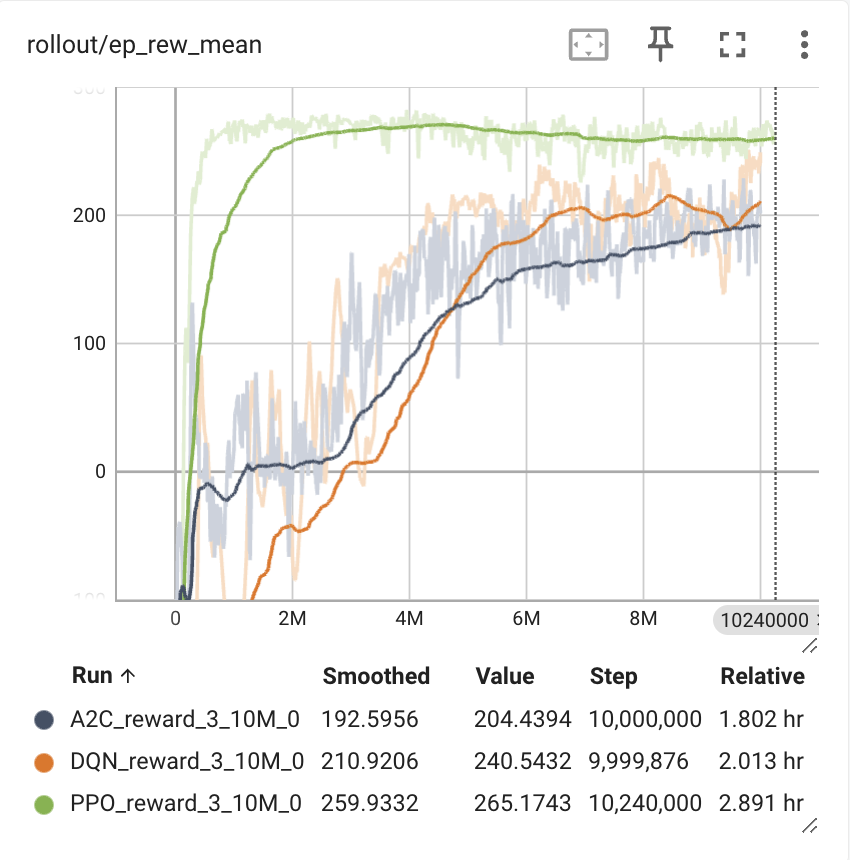 rollout/ep_rew_mean
200
100
0
0 2M 4M 6M 8M 10240000
Run ↑ Smoothed Value Step Relative
A2C_reward_3_10M_0 192.5956 204.4394 10,000,000 1.802 hr
DQN_reward_3_10M_0 210.9206 240.5432 9,999,876 2.013 hr
PPO_reward_3_10M_0 259.9332 265.1743 10,240,000 2.891 hr